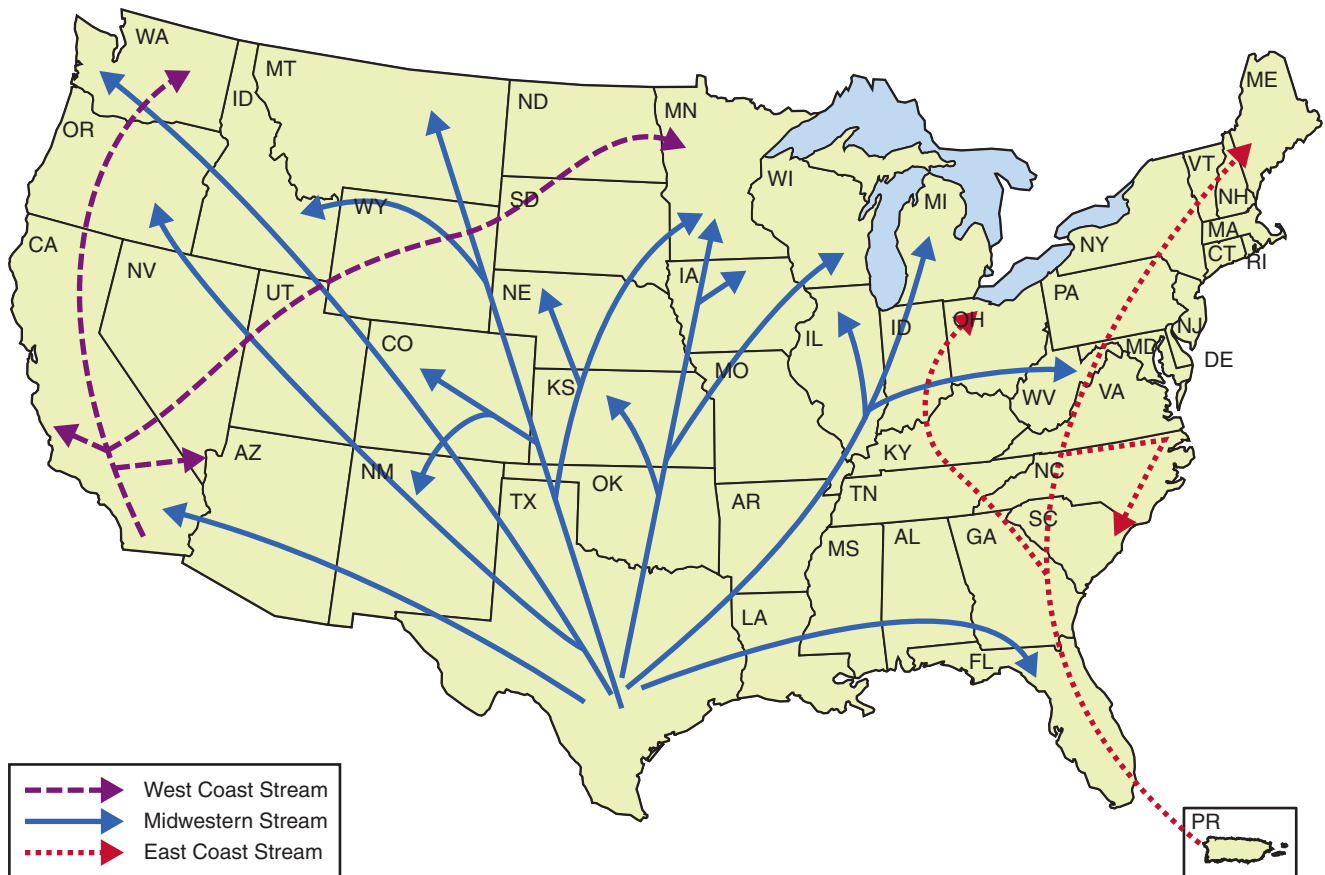 WA
MT
ND
MN
ME
ID
OR
VT
WI
MI
NH
WY
SD
MA
CA
NY
CT
RI
NV
IA
UT
NE
PA
OH
ID
NJ
CO
IL
MD
DE
MO
KS
WV
VA
AZ
KY
NM
NC
OK
TX
AR
TN
SC
MS
AL
GA
LA
FL
West Coast Stream
Midwestern Stream
East Coast Stream
PR